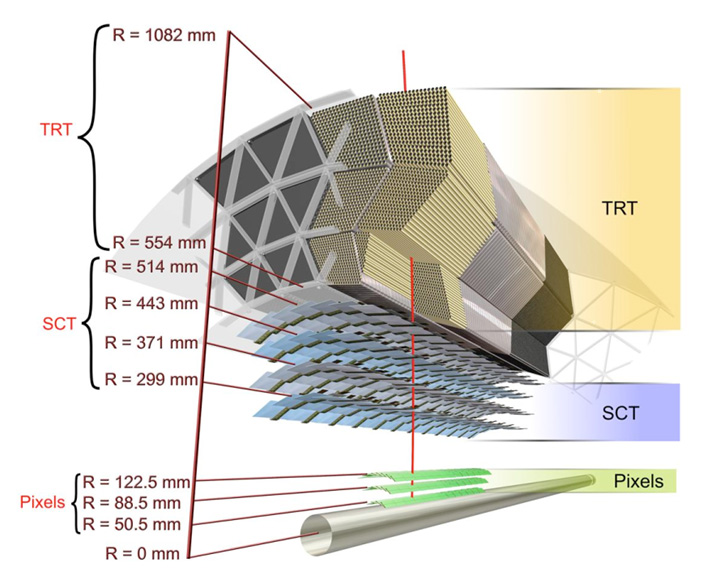 R = 1082 mm
TRT
R = 554 mm
R = 514 mm
R = 443 mm
SCT
R = 371 mm
R = 299 mm
R = 122.5 mm
Pixels
R = 88.5 mm
R = 50.5 mm
R = 0 mm
TRT
SCT
Pixels